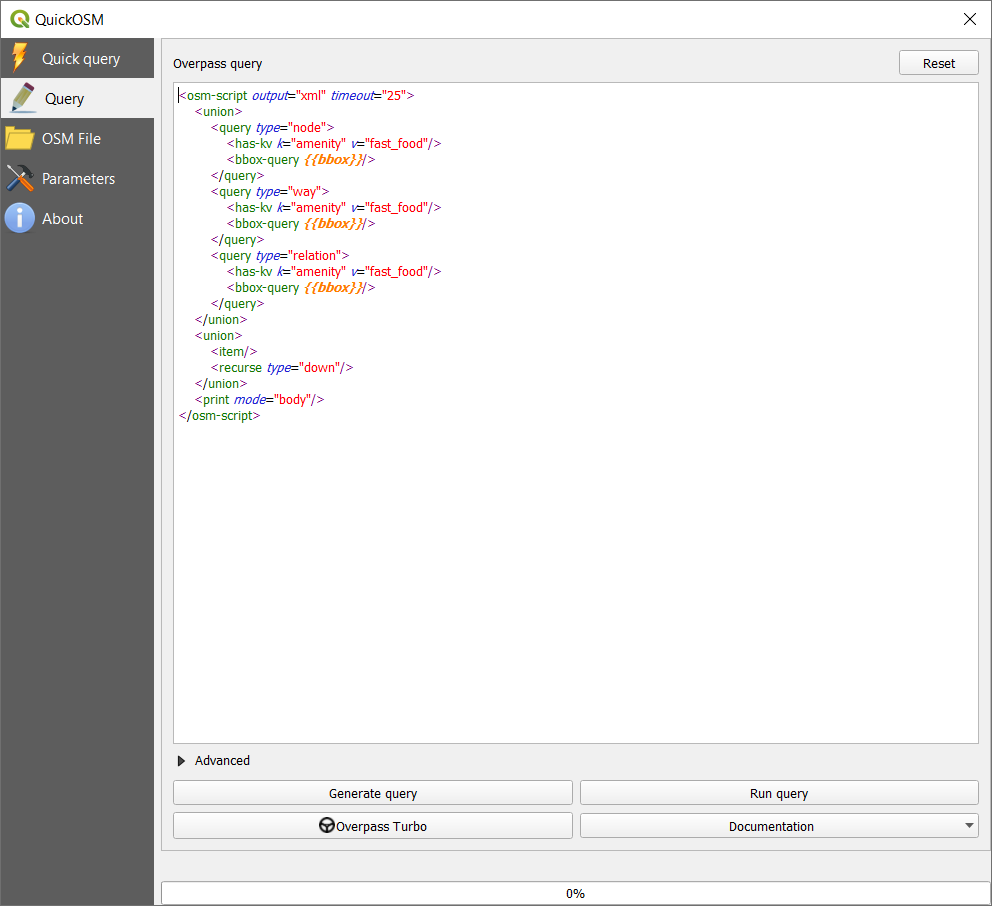 QuickOSM
Quick query
Query
OSM File
Parameters
About
Overpass query
Reset
<osm-script output="xml" timeout="25">
    <union>
        <query type="node">
            <has-kv k="amenity" v="fast_food"/>
            <bbox-query {{bbox}}/>
        </query>
        <query type="way">
            <has-kv k="amenity" v="fast_food"/>
            <bbox-query {{bbox}}/>
        </query>
        <query type="relation">
            <has-kv k="amenity" v="fast_food"/>
            <bbox-query {{bbox}}/>
        </query>
    </union>
    <union>
        <item/>
        <recurse type="down"/>
    </union>
    <print mode="body"/>
</osm-script>
Advanced
Generate query
Run query
Overpass Turbo
Documentation
0%